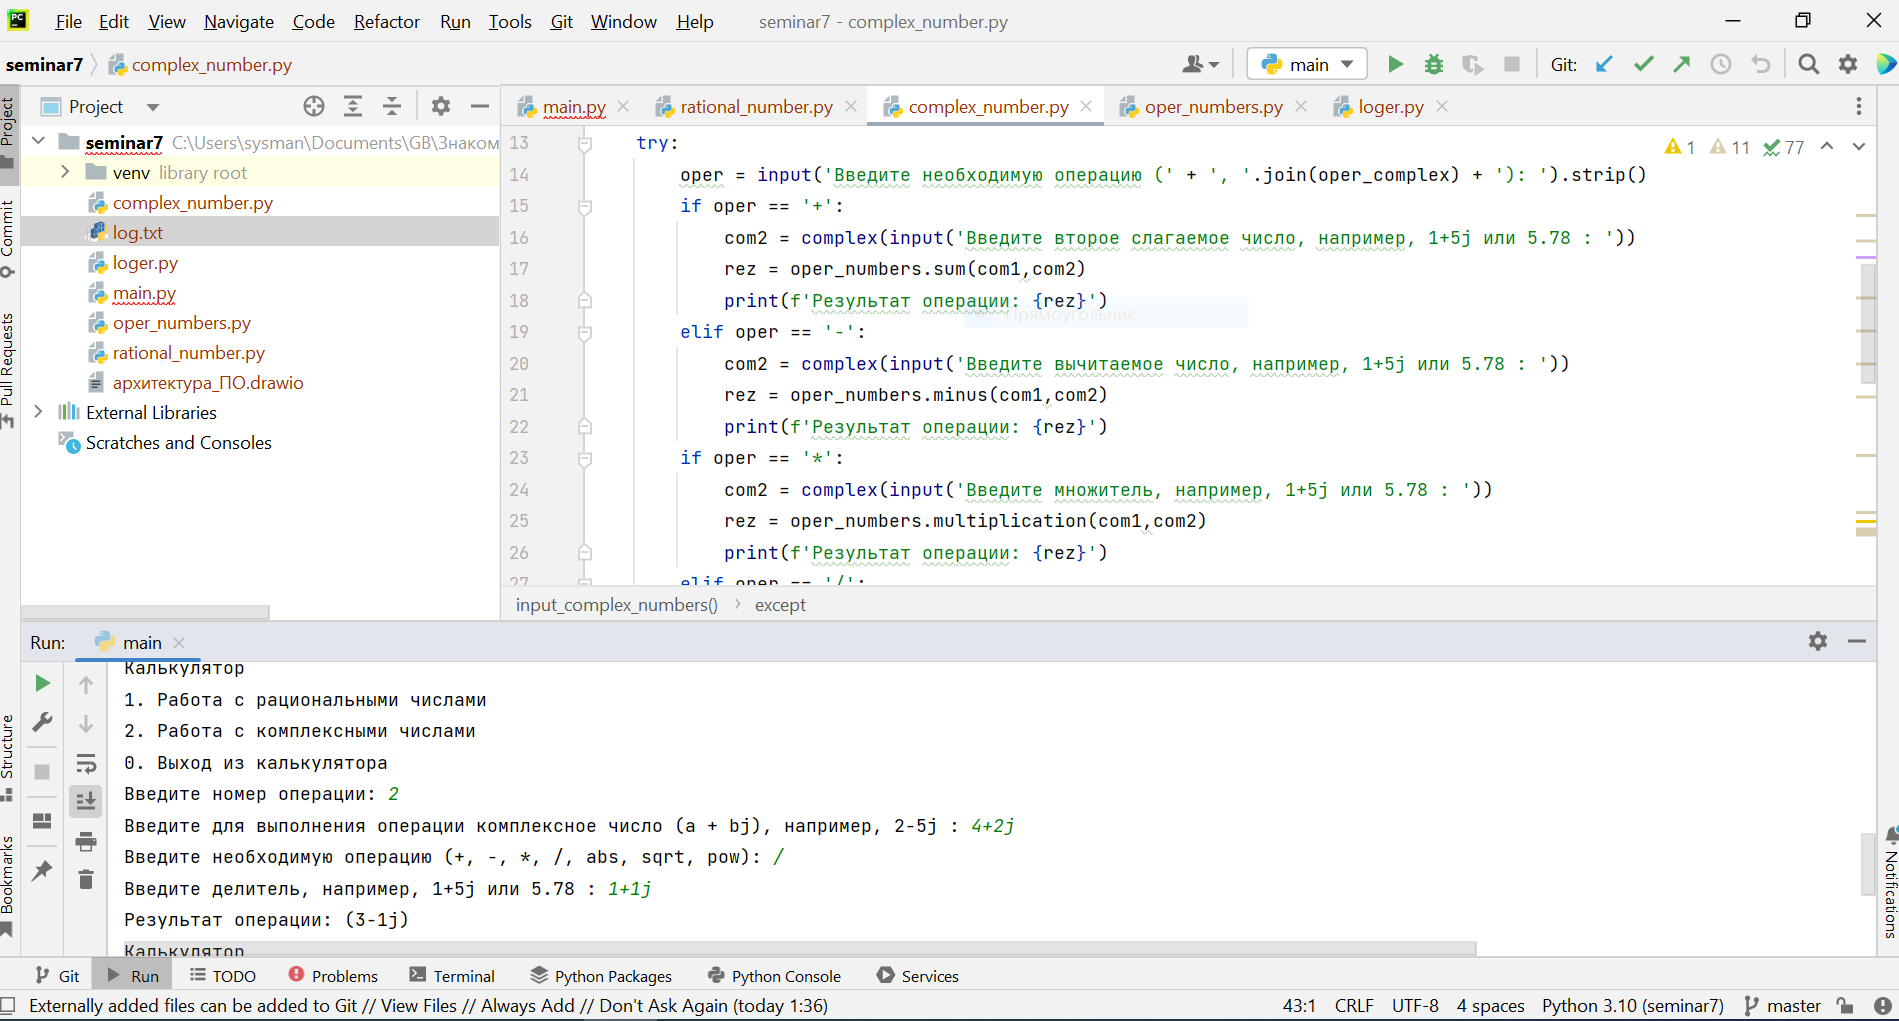 PC
File Edit View Navigate Code Refactor Run Tools Git Window Help seminar7 - complex_number.py
seminar7 complex_number.py main Git:
Project
main.py rational_number.py complex_number.py oper_numbers.py loger.py
seminar7 C:\Users\sysman\Documents\GB\Знаком
venv library root
complex_number.py
log.txt
loger.py
main.py
oper_numbers.py
rational_number.py
архитектура_ПО.drawio
External Libraries
Scratches and Consoles
Project
Commit
Pull Requests
Structure
Bookmarks
1 11 77
13 try:
14 oper = input('Введите необходимую операцию (' + ', '.join(oper_complex) + '): ').strip()
15 if oper == '+':
16 com2 = complex(input('Введите второе слагаемое число, например, 1+5j или 5.78 : '))
17 rez = oper_numbers.sum(com1,com2)
18 print(f'Результат операции: {rez}')
Прямоугольник
19 elif oper == '-':
20 com2 = complex(input('Введите вычитаемое число, например, 1+5j или 5.78 : '))
21 rez = oper_numbers.minus(com1,com2)
22 print(f'Результат операции: {rez}')
23 if oper == '*':
24 com2 = complex(input('Введите множитель, например, 1+5j или 5.78 : '))
25 rez = oper_numbers.multiplication(com1,com2)
26 print(f'Результат операции: {rez}')
27 elif oper == '/':
input_complex_numbers() except
Run: main
Калькулятор
1. Работа с рациональными числами
2. Работа с комплексными числами
0. Выход из калькулятора
Введите номер операции: 2
Введите для выполнения операции комплексное число (a + bj), например, 2-5j : 4+2j
Введите необходимую операцию (+, -, *, /, abs, sqrt, pow): /
Введите делитель, например, 1+5j или 5.78 : 1+1j
Результат операции: (3-1j)
Калькулятор
Notifications
Git Run TODO Problems Terminal Python Packages Python Console Services
Externally added files can be added to Git // View Files // Always Add // Don't Ask Again (today 1:36) 43:1 CRLF UTF-8 4 spaces Python 3.10 (seminar7) master